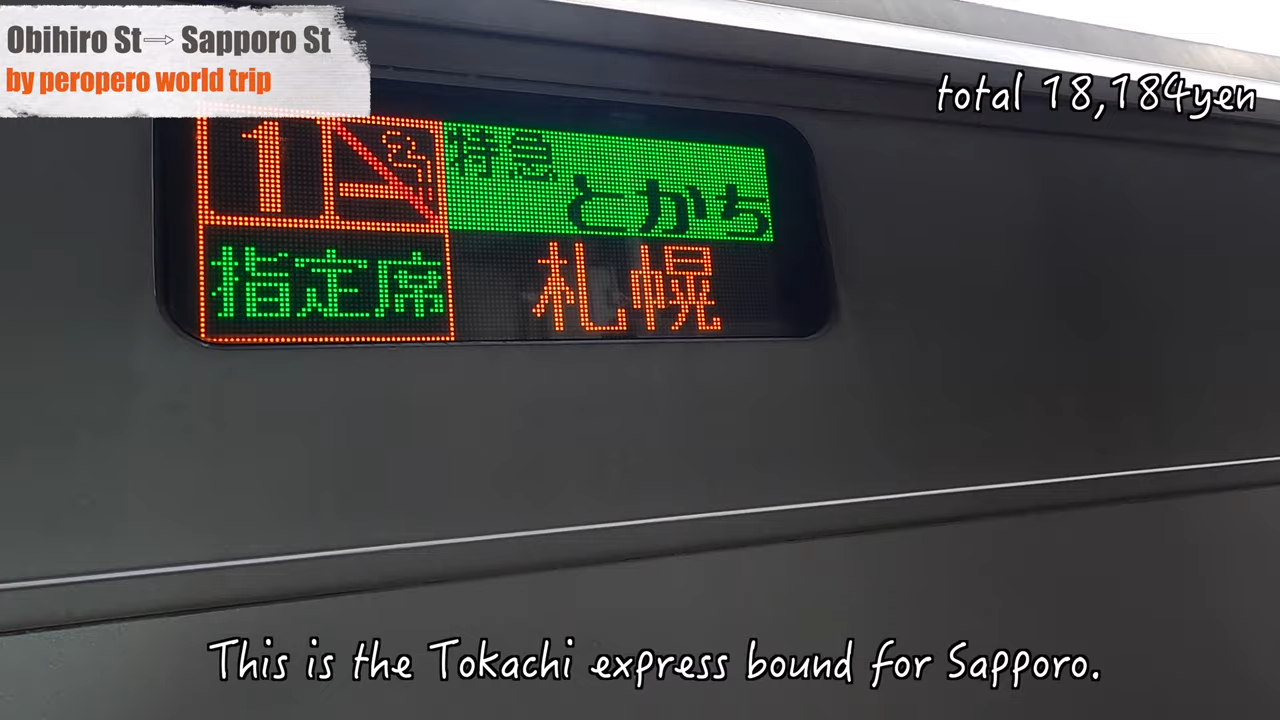 Obihiro St⇨ Sapporo St
by peropero world trip
total 18,184yen
1
特急
とかち
指定席
札幌
This is the Tokachi express bound for Sapporo.